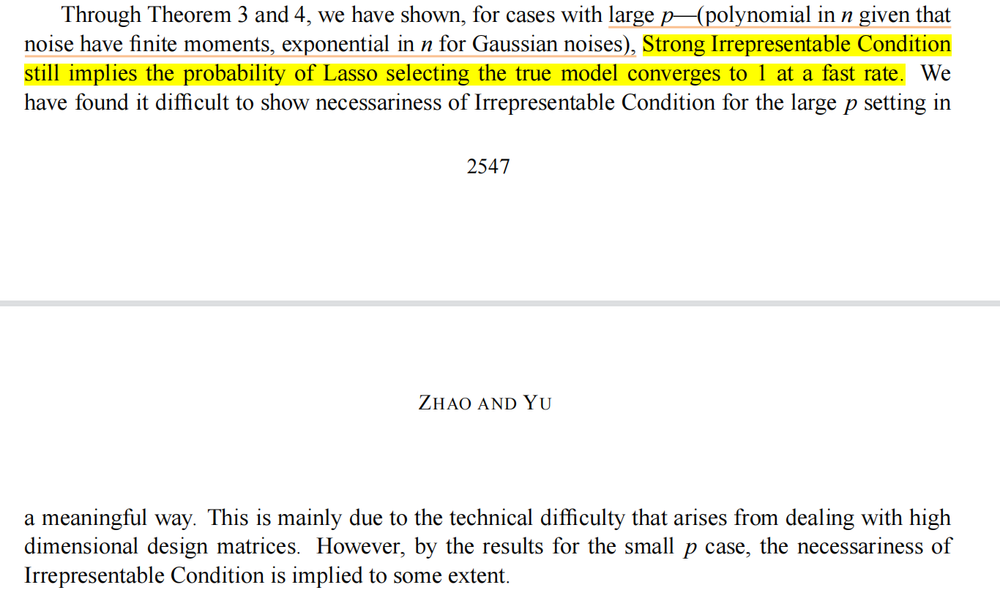 Through Theorem 3 and 4, we have shown, for cases with large p—(polynomial in n given that
noise have finite moments, exponential in n for Gaussian noises), Strong Irrepresentable Condition
still implies the probability of Lasso selecting the true model converges to 1 at a fast rate. We
have found it difficult to show necessariness of Irrepresentable Condition for the large p setting in
2547
ZHAO AND YU
a meaningful way. This is mainly due to the technical difficulty that arises from dealing with high
dimensional design matrices. However, by the results for the small p case, the necessariness of
Irrepresentable Condition is implied to some extent.